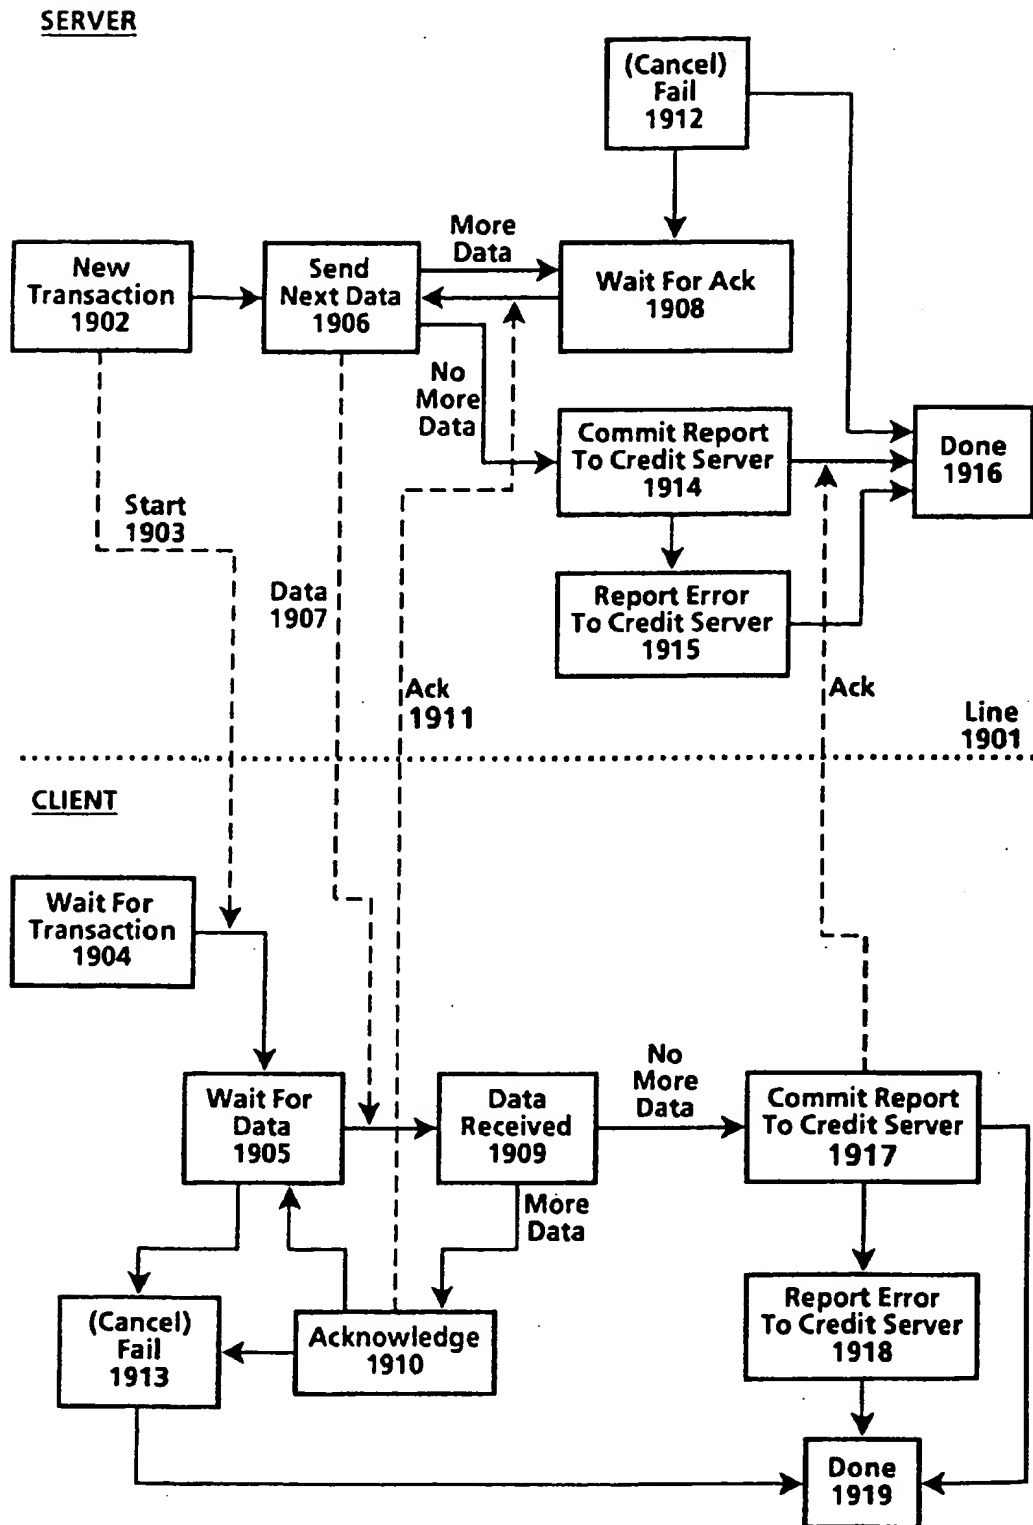 SERVER
(Cancel)
Fail
1912
More
Data
New
Transaction
1902
Send
Next Data
1906
Wait For Ack
1908
No
More
Data
Commit Report
To Credit Server
1914
Done
1916
Start
1903
Data
1907
Report Error
To Credit Server
1915
Ack
1911
Ack
Line
1901
CLIENT
Wait For
Transaction
1904
Wait For
Data
1905
Data
Received
1909
No
More
Data
Commit Report
To Credit Server
1917
More
Data
(Cancel)
Fail
1913
Acknowledge
1910
Report Error
To Credit Server
1918
Done
1919